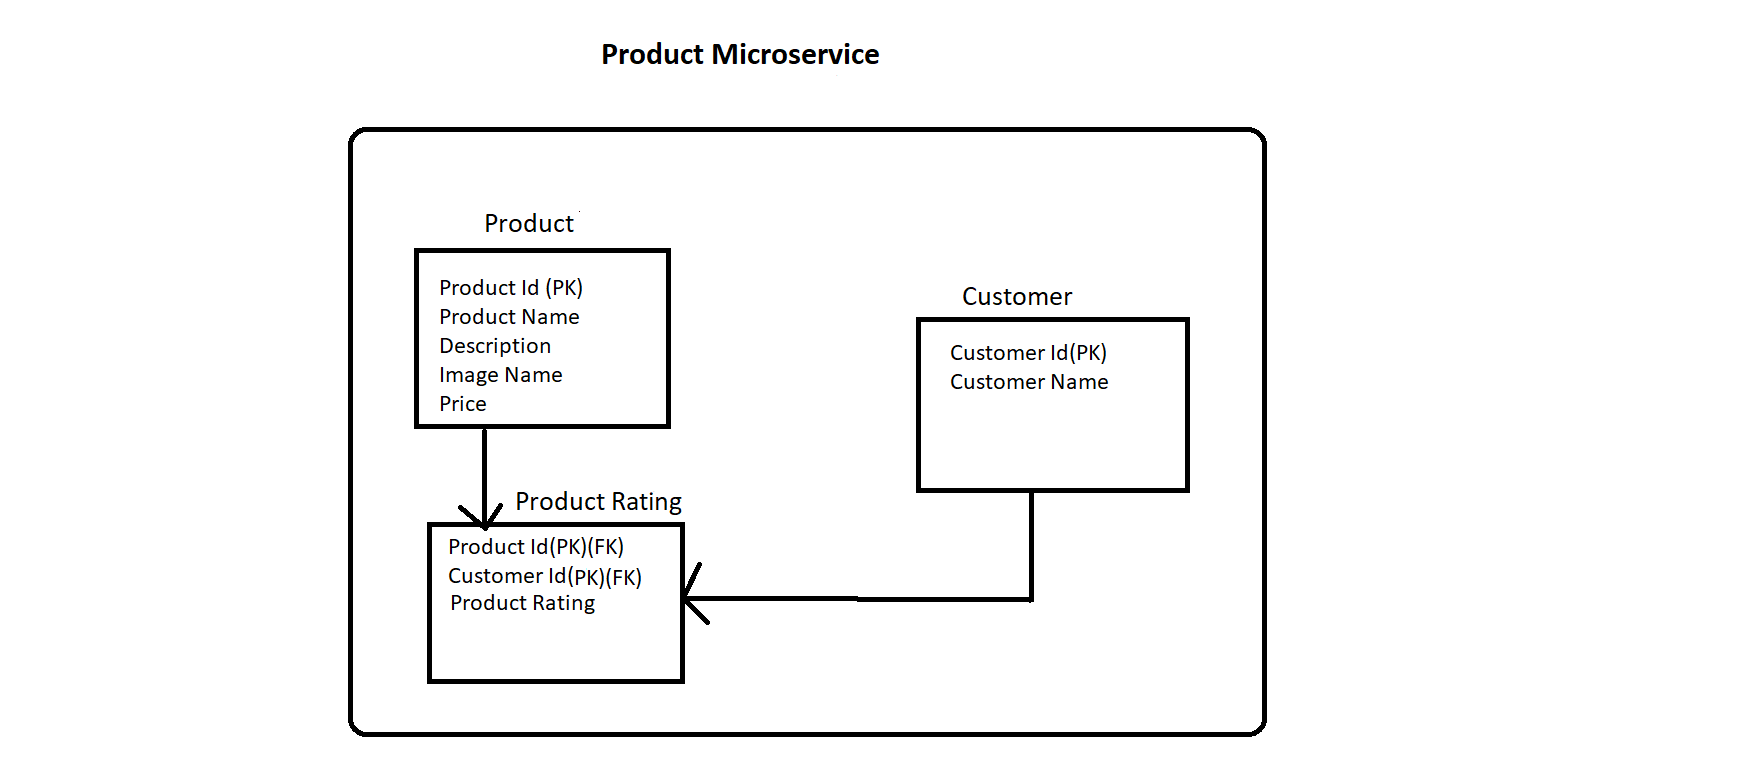 Product Microservice
Product
Product Id (PK)
Product Name
Description
Image Name
Price
Customer
Customer Id(PK)
Customer Name
Product Rating
Product Id(PK)(FK)
Customer Id(PK)(FK)
Product Rating